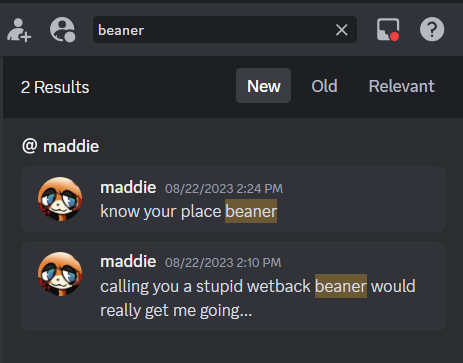 beaner
2 Results
New Old Relevant
@ maddie
maddie 08/22/2023 2:24 PM
know your place beaner
maddie 08/22/2023 2:10 PM
calling you a stupid wetback beaner would
really get me going...